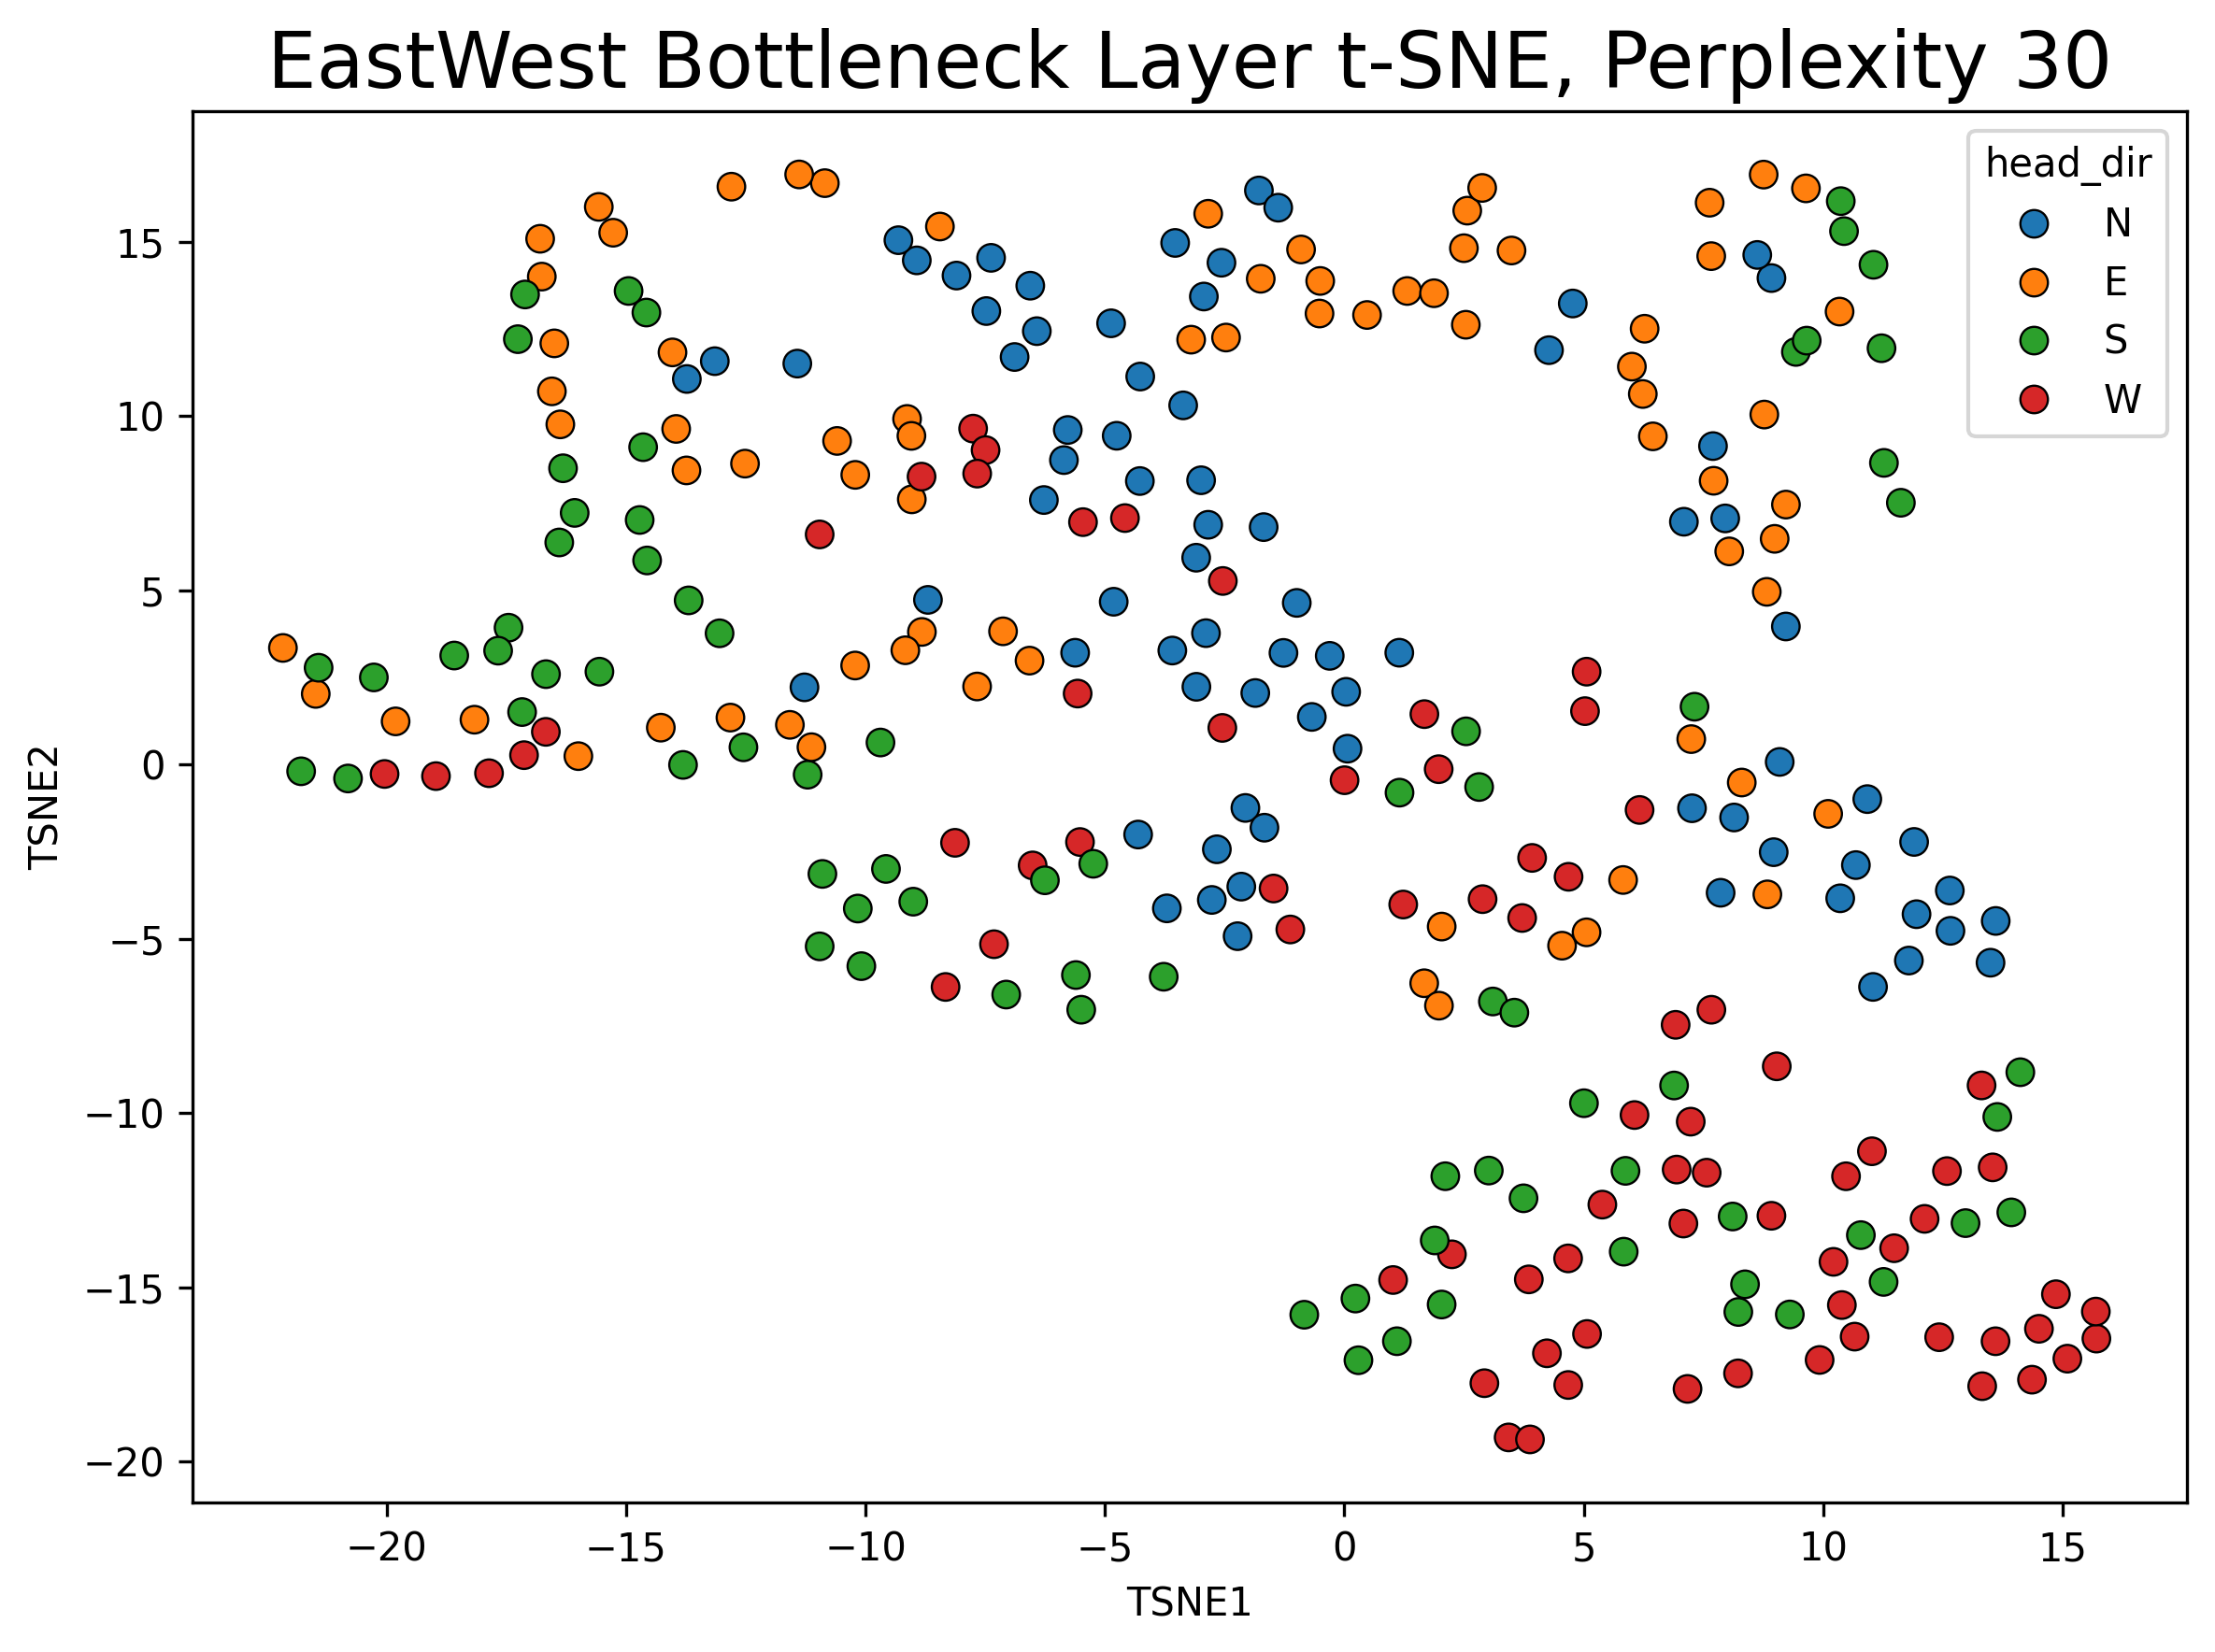 EastWest Bottleneck Layer t-SNE, Perplexity 30
head_dir
N
E
S
W
15
10
5
0
−5
−10
−15
−20
TSNE2
−20 −15 −10 −5 0 5 10 15
TSNE1